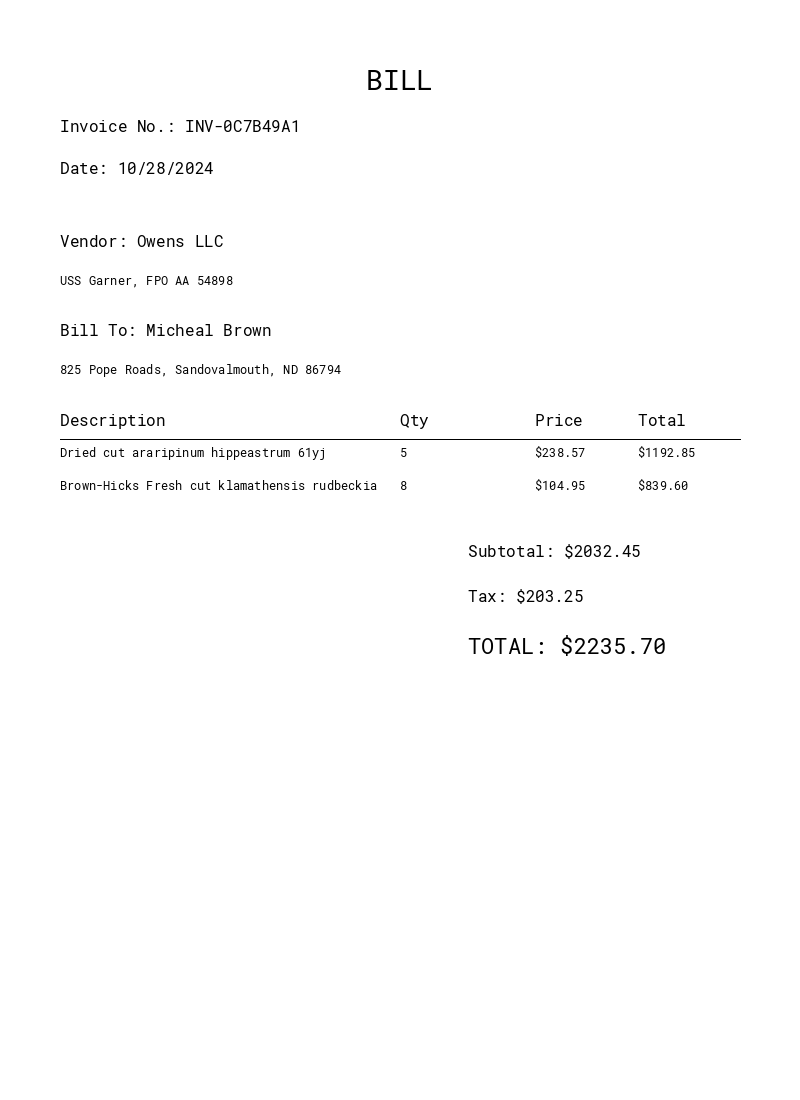 BILL
Invoice No.: INV-0C7B49A1
Date: 10/28/2024
Vendor: Owens LLC
USS Garner, FPO AA 54898
Bill To: Micheal Brown
825 Pope Roads, Sandovalmouth, ND 86794
Description Qty Price Total
Dried cut araripinum hippeastrum 61yj 5 $238.57 $1192.85
Brown-Hicks Fresh cut klamathensis rudbeckia 8 $104.95 $839.60
Subtotal: $2032.45
Tax: $203.25
TOTAL: $2235.70